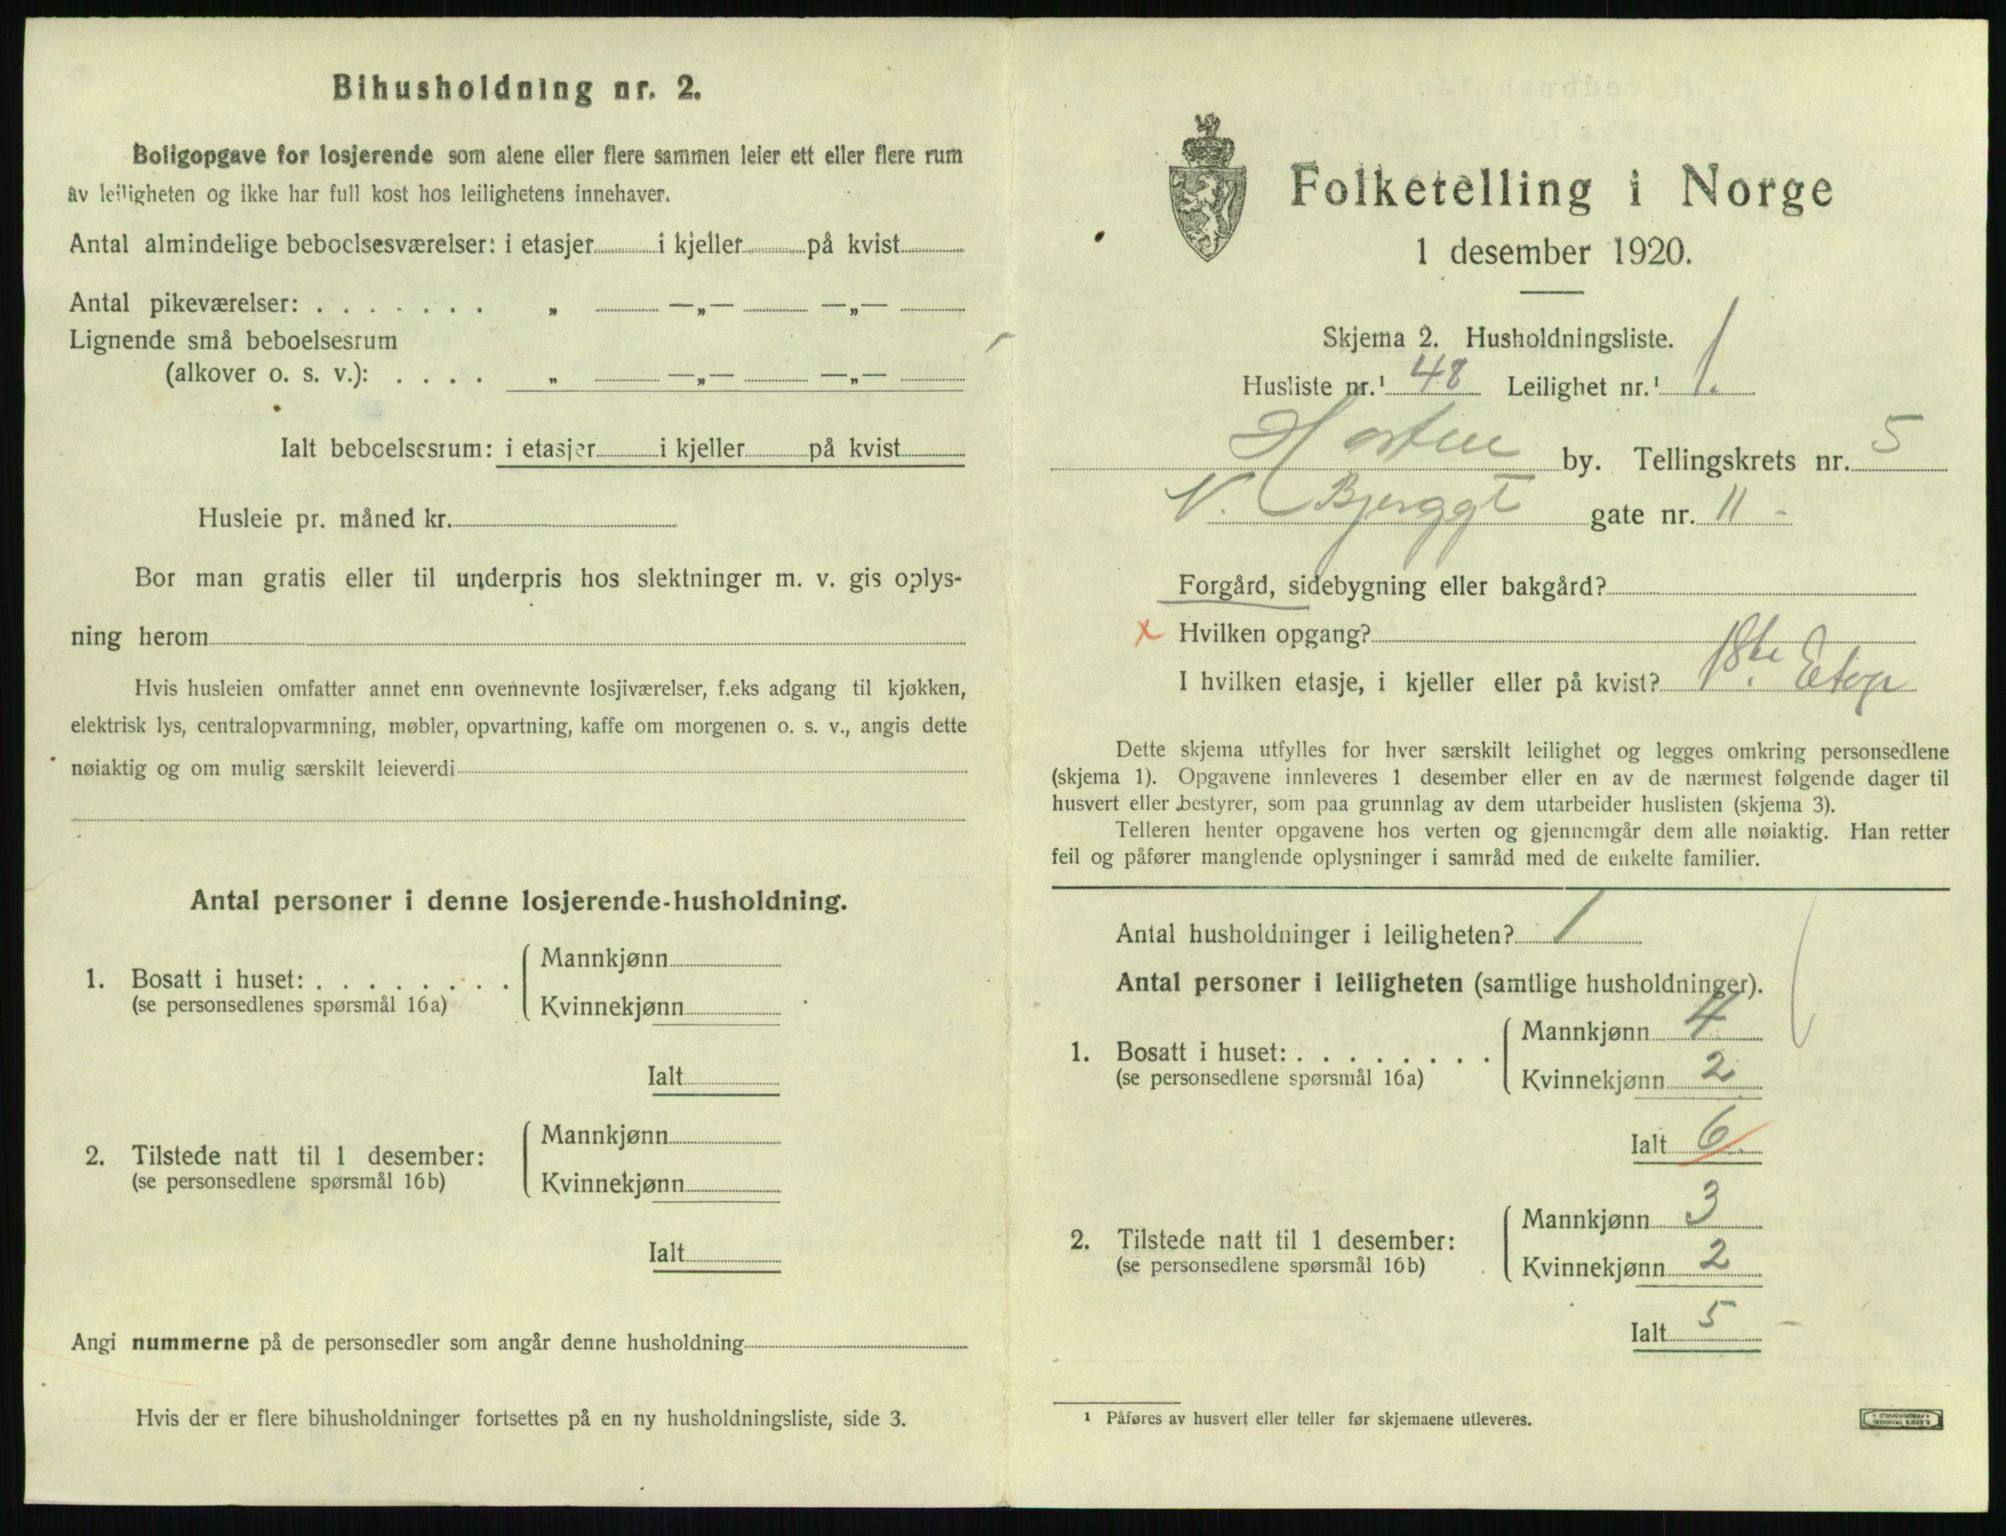 Bihusholdning nr. 2.
Boligopgave for losjerende som alene eller flere sammen leier ett eller flere rum
av leiligheten og ikke har full kost hos leilighetens innehaver.
Antal almindelige beboelsesværelser: i etasjer i kjeller på kvist
Antal pikeværelser: . . . . . . . „ —„— —„—
Lignende små beboelsesrum
(alkover o. s. v.): . . . . „ —„— —„—
Ialt beboelsesrum: i etasjer i kjeller på kvist
Husleie pr. måned kr.
Bor man gratis eller til underpris hos slektninger m. v. gis oplys-
ning herom
Hvis husleien omfatter annet enn ovennevnte losjiværelser, f.eks adgang til kjøkken,
elektrisk lys, centralopvarmning, møbler, opvartning, kaffe om morgenen o. s. v., angis dette
nøiaktig og om mulig særskilt leieverdi
Antal personer i denne losjerende-husholdning.
1. Bosatt i huset: . . . . . . . .
(se personsedlenes spørsmål 16a)
Mannkjønn
Kvinnekjønn
Ialt
2. Tilstede natt til 1 desember:
(se personsedlene spørsmål 16b)
Mannkjønn
Kvinnekjønn
Ialt
Angi nummerne på de personsedler som angår denne husholdning
Hvis der er flere bihusholdninger fortsettes på en ny husholdningsliste, side 3.
Folketelling i Norge
1 desember 1920.
Skjema 2. Husholdningsliste.
Husliste nr.¹ 48 Leilighet nr.¹ 1.
Horten by. Tellingskrets nr. 5
V. Bjerggt gate nr. 11 -
Forgård, sidebygning eller bakgård?
x Hvilken opgang?
I hvilken etasje, i kjeller eller på kvist? 1ste Etage
Dette skjema utfylles for hver særskilt leilighet og legges omkring personsedlene
(skjema 1). Opgavene innleveres 1 desember eller en av de nærmest følgende dager til
husvert eller bestyrer, som paa grunnlag av dem utarbeider huslisten (skjema 3).
Telleren henter opgavene hos verten og gjennemgår dem alle nøiaktig. Han retter
feil og påfører manglende oplysninger i samråd med de enkelte familier.
Antal husholdninger i leiligheten? 1
Antal personer i leiligheten (samtlige husholdninger).
1. Bosatt i huset: . . . . . . . .
(se personsedlene spørsmål 16a)
Mannkjønn 4
Kvinnekjønn 2
Ialt 6
2. Tilstede natt til 1 desember:
(se personsedlene spørsmål 16b)
Mannkjønn 3
Kvinnekjønn 2
Ialt 5
¹ Påføres av husvert eller teller før skjemaene utleveres.